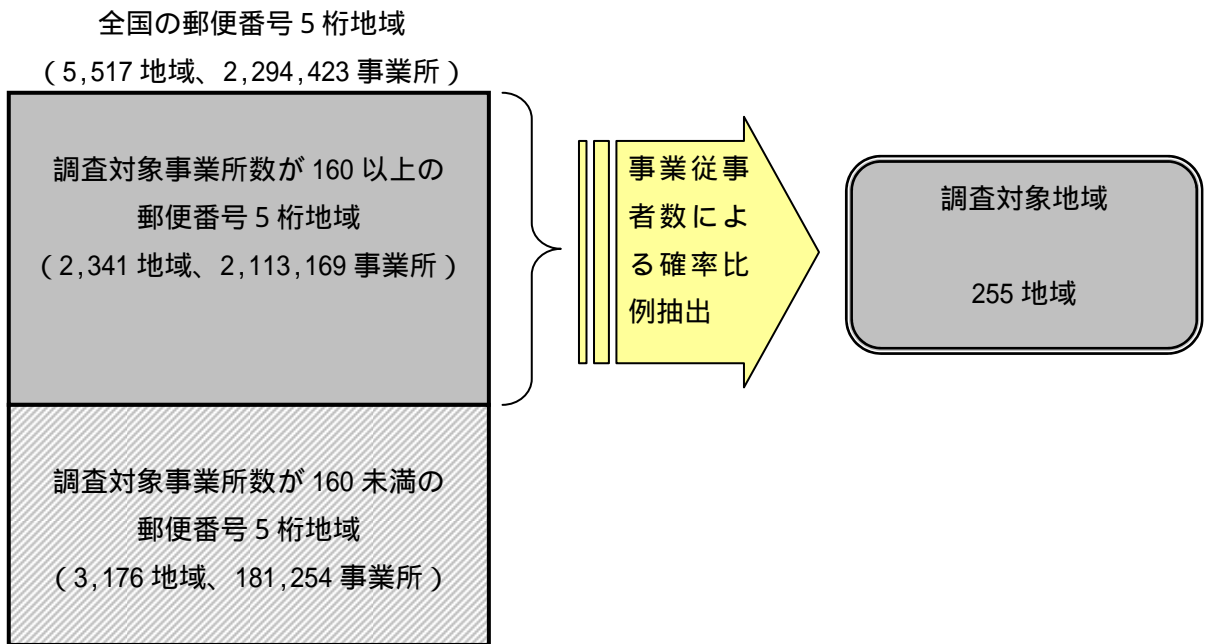 全国の郵便番号5桁地域
(5,517 地域、2,294,423 事業所)
調査対象事業所数が 160 以上の
郵便番号5桁地域
(2,341 地域、2,113,169 事業所)
調査対象事業所数が 160 未満の
郵便番号5桁地域
(3,176 地域、181,254 事業所)
事業従事
者数によ
る確率比
例抽出
調査対象地域
255 地域